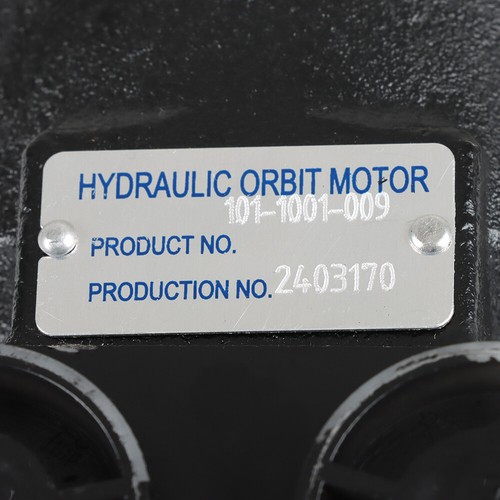 HYDRAULIC ORBIT MOTOR
101-1001-009
PRODUCT NO.
PRODUCTION NO. 2403170